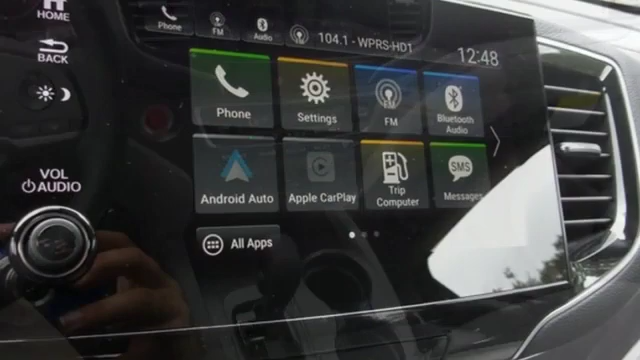 HOME
BACK
VOL
AUDIO
Phone
FM
Audio
104.1 - WPRS-HD1
12:48
Phone
Settings
FM
FM
Bluetooth
Audio
Android Auto
Apple CarPlay
Trip
Computer
SMS
Messages
All Apps